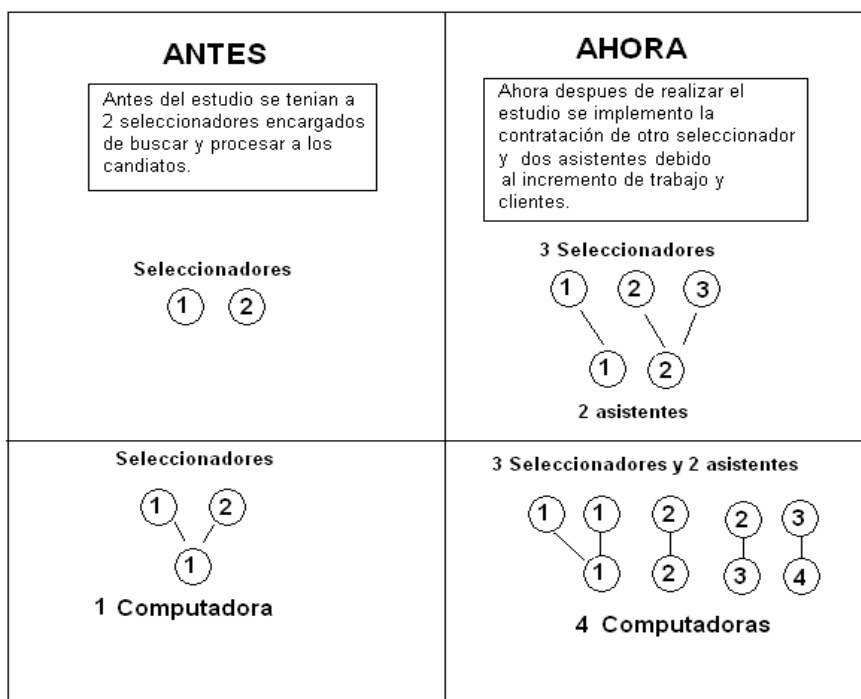 ANTES
Antes del estudio se tenian a
2 seleccionadores encargados
de buscar y procesar a los
candiatos.
Seleccionadores
1 2
AHORA
Ahora despues de realizar el
estudio se implemento la
contratación de otro seleccionador
y dos asistentes debido
al incremento de trabajo y
clientes.
3 Seleccionadores
1 2 3
1 2
2 asistentes
Seleccionadores
1 2
1
1 Computadora
3 Seleccionadores y 2 asistentes
1 1 2 2 3
1 2 3 4
4 Computadoras